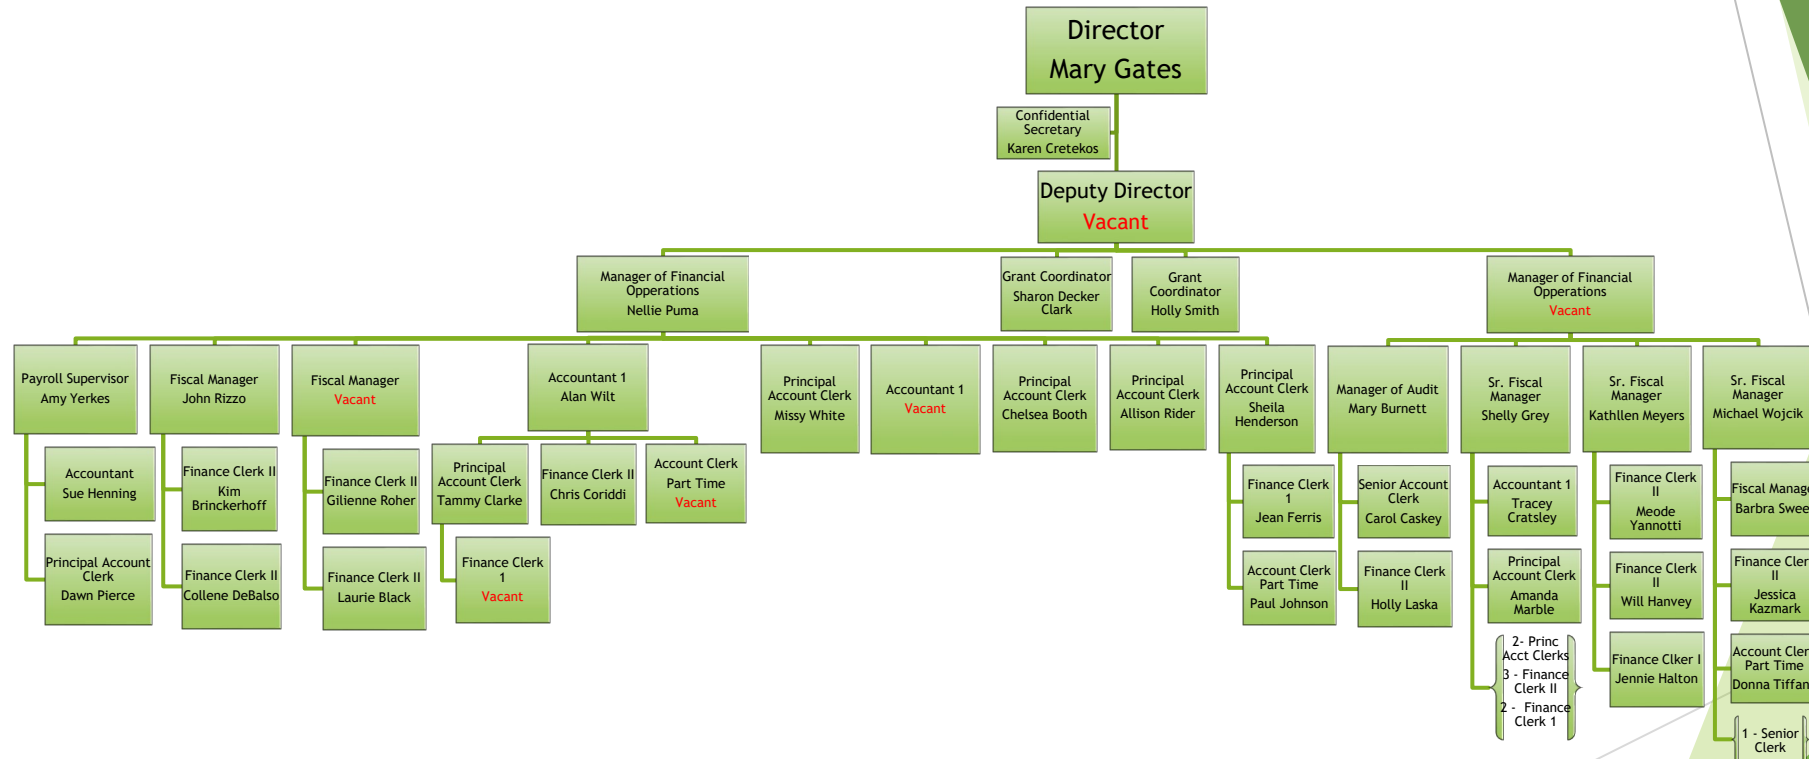 Director
Mary Gates
Confidential
Secretary
Karen Cretekos
Deputy Director
Vacant
Manager of Financial
Opperations
Nellie Puma
Grant Coordinator
Sharon Decker
Clark
Grant
Coordinator
Holly Smith
Manager of Financial
Opperations
Vacant
Payroll Supervisor
Amy Yerkes
Fiscal Manager
John Rizzo
Fiscal Manager
Vacant
Accountant 1
Alan Wilt
Principal
Account Clerk
Missy White
Accountant 1
Vacant
Principal
Account Clerk
Chelsea Booth
Principal
Account Clerk
Allison Rider
Principal
Account Clerk
Sheila
Henderson
Manager of Audit
Mary Burnett
Sr. Fiscal
Manager
Shelly Grey
Sr. Fiscal
Manager
Kathllen Meyers
Sr. Fiscal
Manager
Michael Wojcik
Accountant
Sue Henning
Principal Account
Clerk
Dawn Pierce
Finance Clerk II
Kim
Brinckerhoff
Finance Clerk II
Collene DeBalso
Finance Clerk II
Gilienne Roher
Finance Clerk II
Laurie Black
Principal
Account Clerk
Tammy Clarke
Finance Clerk
1
Vacant
Finance Clerk II
Chris Coriddi
Account Clerk
Part Time
Vacant
Finance Clerk
1
Jean Ferris
Account Clerk
Part Time
Paul Johnson
Senior Account
Clerk
Carol Caskey
Finance Clerk
II
Holly Laska
Accountant 1
Tracey
Cratsley
Principal
Account Clerk
Amanda
Marble
2- Princ
Acct Clerks
3 - Finance
Clerk II
2 - Finance
Clerk 1
Finance Clerk
II
Meode
Yannotti
Finance Clerk
II
Will Hanvey
Finance Clker I
Jennie Halton
Fiscal Manage
Barbra Swee
Finance Cler
II
Jessica
Kazmark
Account Cler
Part Time
Donna Tiffan
1 - Senior
Clerk